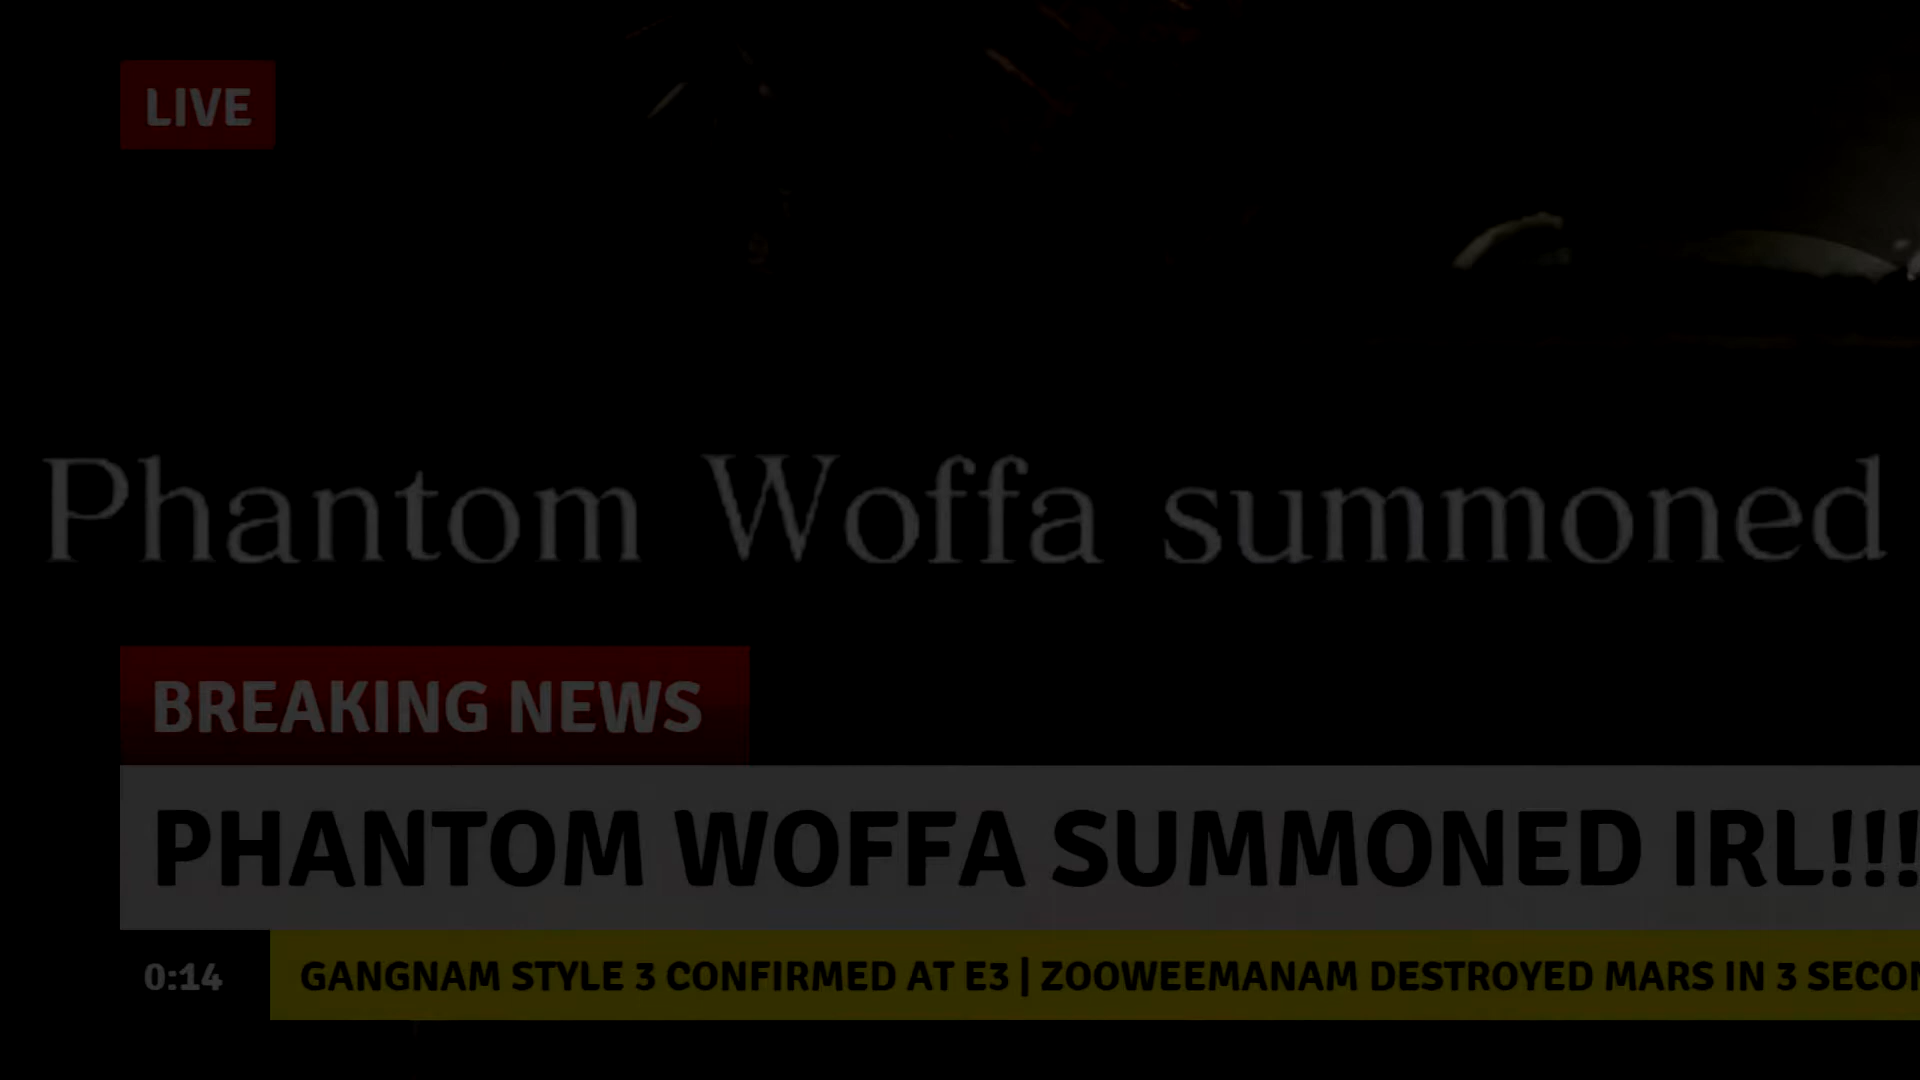 LIVE
Phantom Woffa summoned
BREAKING NEWS
PHANTOM WOFFA SUMMONED IRL!!!
0:14
GANGNAM STYLE 3 CONFIRMED AT E3 | ZOOWEEMANAM DESTROYED MARS IN 3